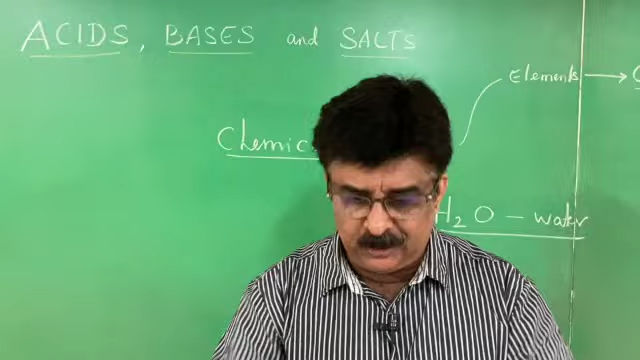 ACIDS, BASES and SALTS
Elements →
Chemic
H₂O - water